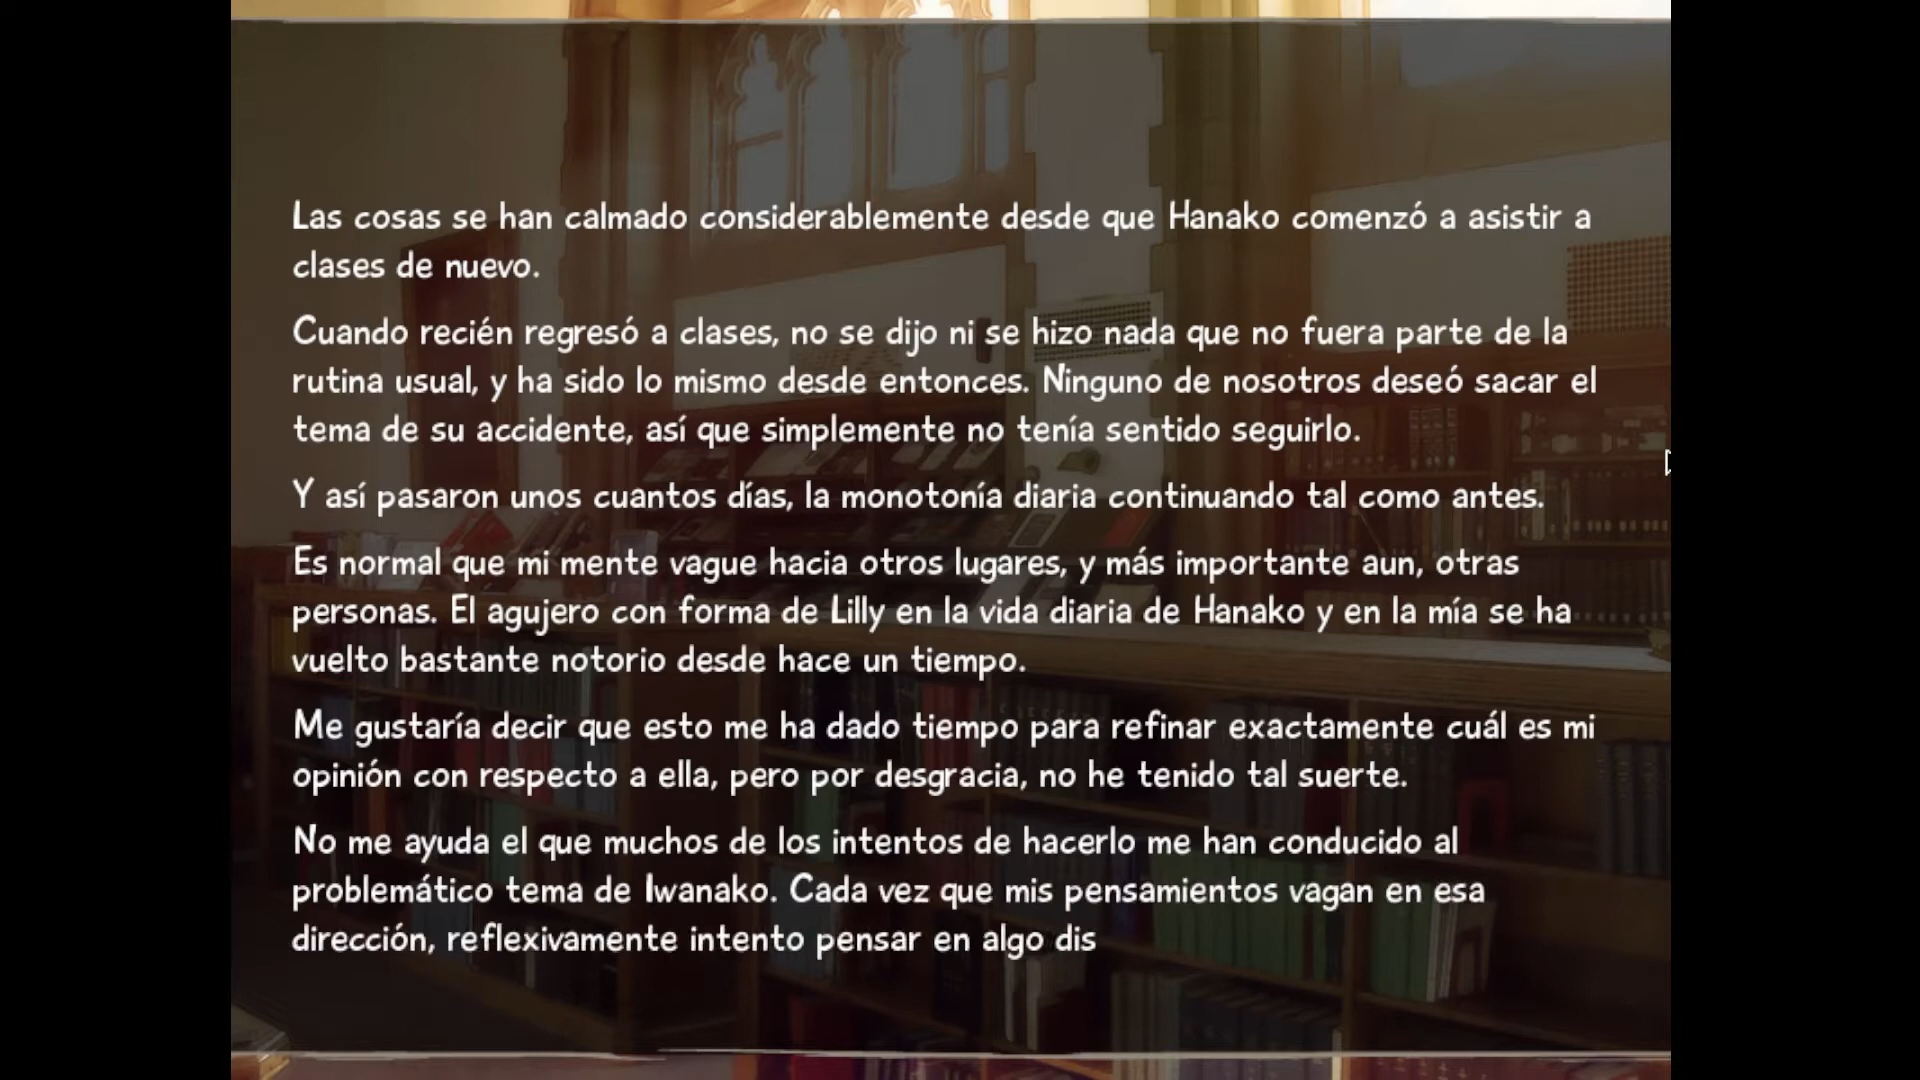 Las cosas se han calmado considerablemente desde que Hanako comenzó a asistir a
clases de nuevo.
Cuando recién regresó a clases, no se dijo ni se hizo nada que no fuera parte de la
rutina usual, y ha sido lo mismo desde entonces. Ninguno de nosotros deseó sacar el
tema de su accidente, así que simplemente no tenía sentido seguirlo.
Y así pasaron unos cuantos días, la monotonía diaria continuando tal como antes.
Es normal que mi mente vague hacia otros lugares, y más importante aun, otras
personas. El agujero con forma de Lilly en la vida diaria de Hanako y en la mía se ha
vuelto bastante notorio desde hace un tiempo.
Me gustaría decir que esto me ha dado tiempo para refinar exactamente cuál es mi
opinión con respecto a ella, pero por desgracia, no he tenido tal suerte.
No me ayuda el que muchos de los intentos de hacerlo me han conducido al
problemático tema de Iwanako. Cada vez que mis pensamientos vagan en esa
dirección, reflexivamente intento pensar en algo dis